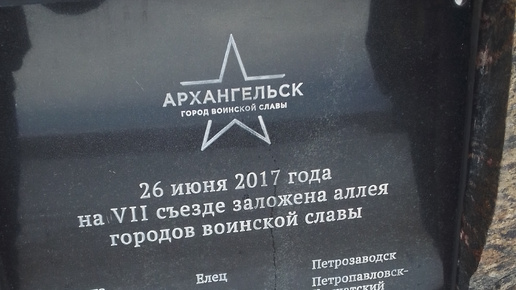 АРХАНГЕЛЬСК
ГОРОД ВОИНСКОЙ СЛАВЫ
26 июня 2017 года
на VII съезде заложена аллея
городов воинской славы
Елец
Петрозаводск
Петропавловск-